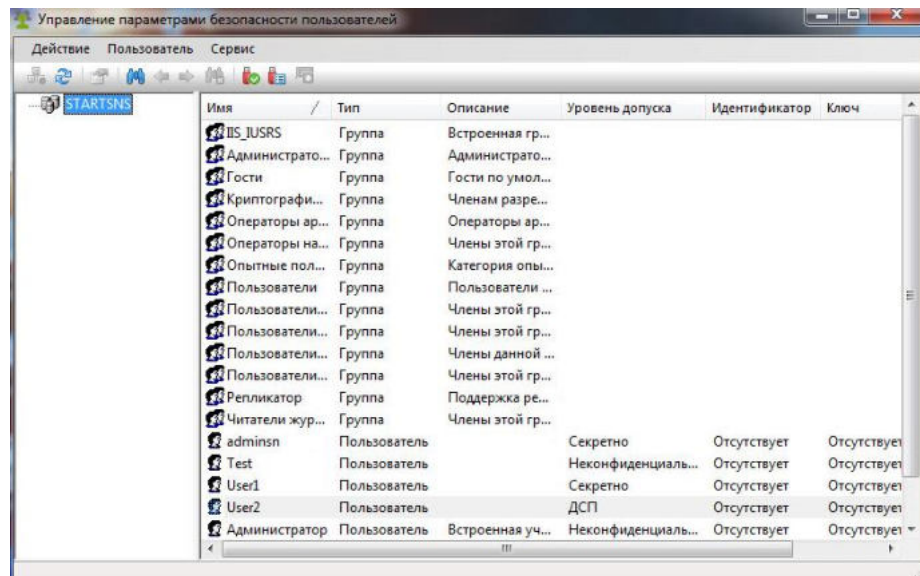 Управление параметрами безопасности пользователей
Действие Пользователь Сервис
STARTSNS
Имя / Тип Описание Уровень допуска Идентификатор Ключ
IIS_IUSRS Группа Встроенная гр...
Администрато... Группа Администрато...
Гости Группа Гости по умол...
Криптографи... Группа Членам разре...
Операторы ар... Группа Операторы ар...
Операторы на... Группа Члены этой гр...
Опытные пол... Группа Категория опы...
Пользователи Группа Пользователи ...
Пользователи... Группа Члены этой гр...
Пользователи... Группа Члены этой гр...
Пользователи... Группа Члены данной ...
Пользователи... Группа Члены этой гр...
Репликатор Группа Поддержка ре...
Читатели жур... Группа Члены этой гр...
adminsn Пользователь Секретно Отсутствует Отсутствует
Test Пользователь Неконфиденциаль... Отсутствует Отсутствует
User1 Пользователь Секретно Отсутствует Отсутствует
User2 Пользователь ДСП Отсутствует Отсутствует
Администратор Пользователь Встроенная уч... Неконфиденциаль... Отсутствует Отсутствует